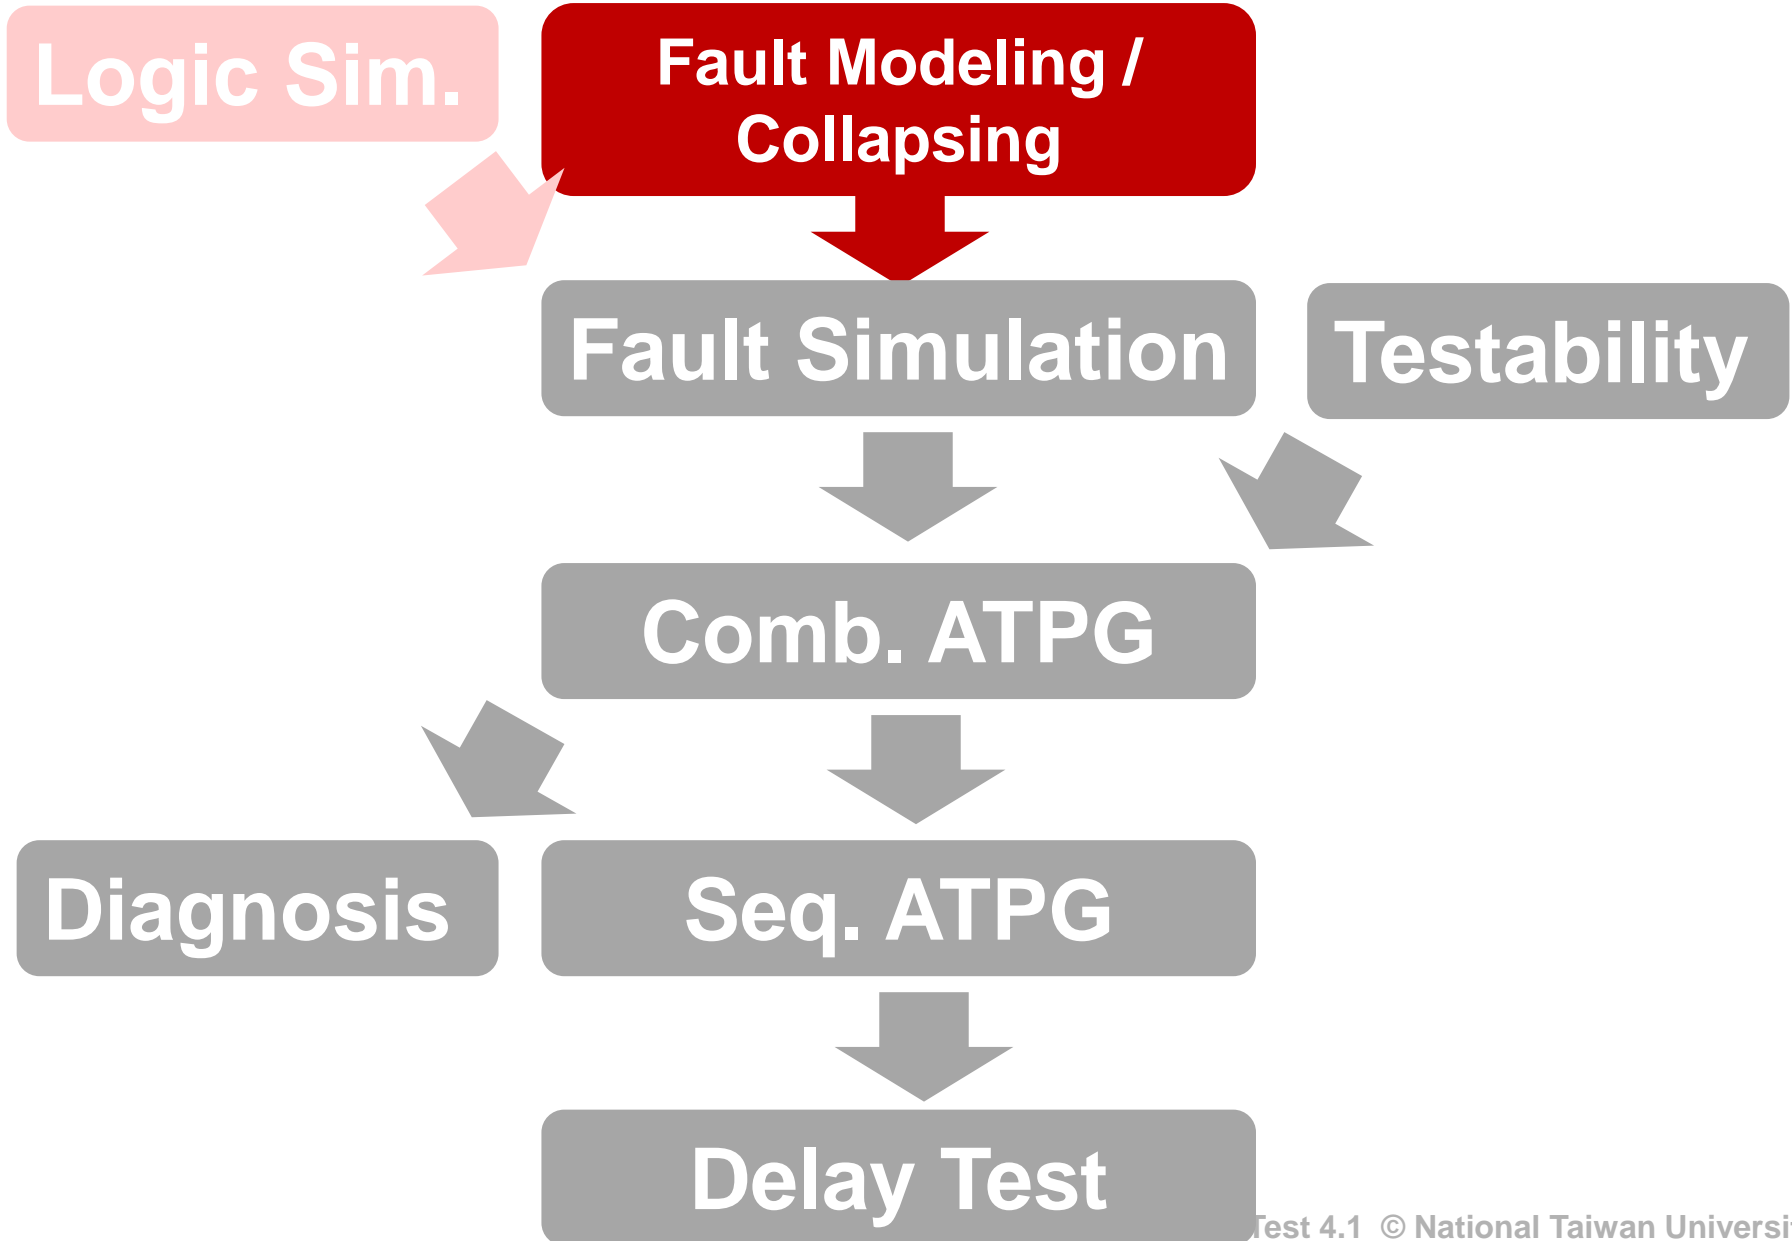 Logic Sim.
Fault Modeling /
Collapsing
Fault Simulation
Testability
Comb. ATPG
Diagnosis
Seq. ATPG
Delay Test
Test 4.1 © National Taiwan